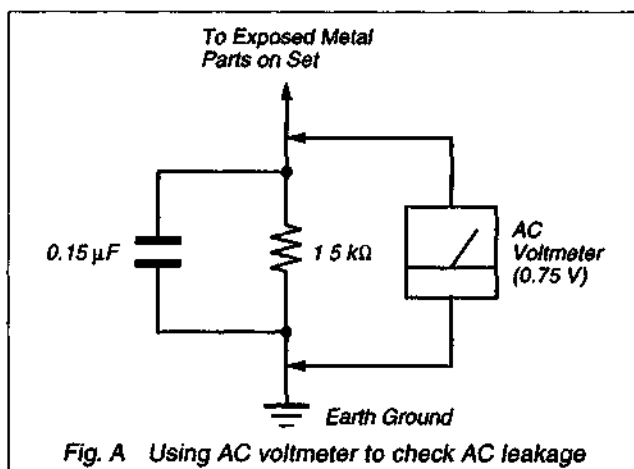 To Exposed Metal
Parts on Set
0.15 μF
1 5 kΩ
AC
Voltmeter
(0.75 V)
Earth Ground
Fig. A Using AC voltmeter to check AC leakage